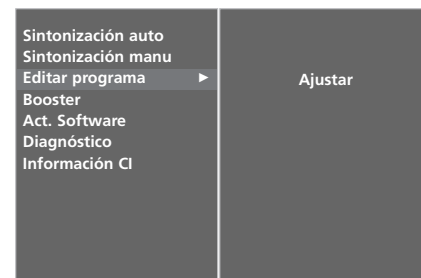 Sintonización auto
Sintonización manu
Editar programa ►
Ajustar
Booster
Act. Software
Diagnóstico
Información CI